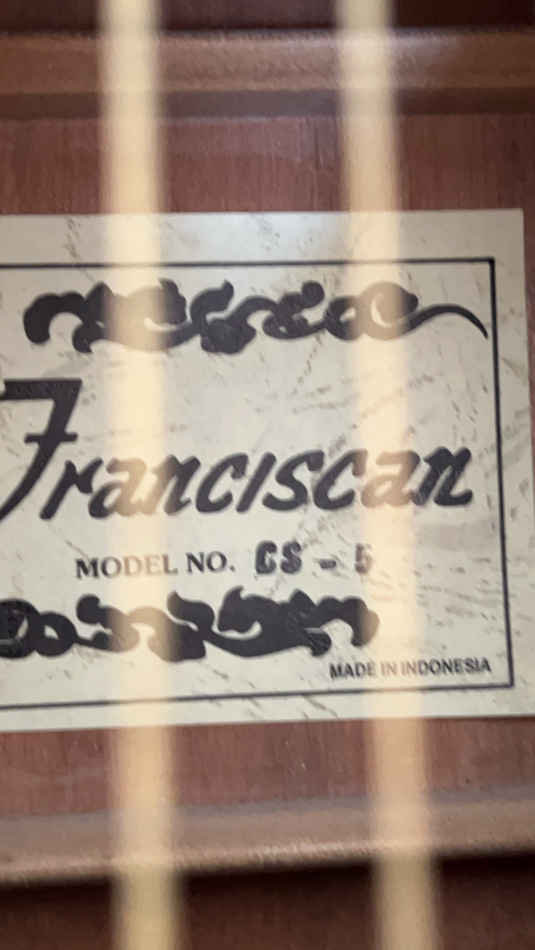 Franciscan
MODEL NO. CS - 5
MADE IN INDONESIA